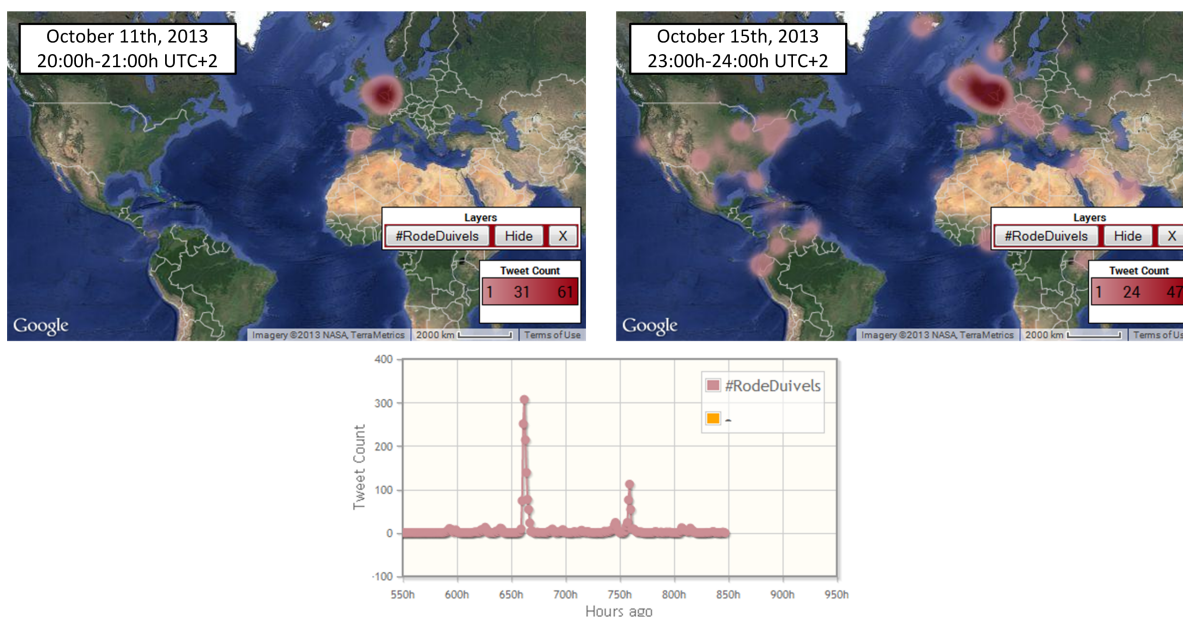 October 11th, 2013
20:00h-21:00h UTC+2
Layers
#RodeDuivels Hide X
Tweet Count
1 31 61
Google
Imagery ©2013 NASA, TerraMetrics 2000 km Terms of Use
October 15th, 2013
23:00h-24:00h UTC+2
Layers
#RodeDuivels Hide X
Tweet Count
1 24 47
Google
Imagery ©2013 NASA, TerraMetrics 2000 km Terms of Us
400
300
200
100
0
-100
Tweet Count
#RodeDuivels
-
550h 600h 650h 700h 750h 800h 850h 900h 950h
Hours ago